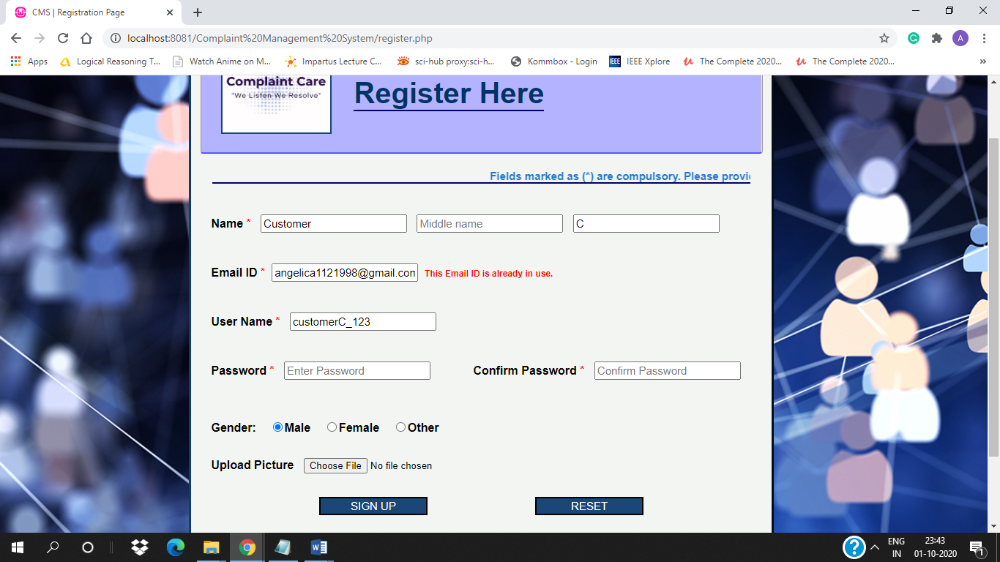 CMS | Registration Page
localhost:8081/Complaint%20Management%20System/register.php
A
Apps Logical Reasoning T... Watch Anime on M... Impartus Lecture C... sci-hub proxy:sci-h... Kommbox - Login IEEE IEEE Xplore The Complete 2020... The Complete 2020... »
Complaint Care
"We Listen We Resolve"
Register Here
Fields marked as (*) are compulsory. Please provi
Name * Customer Middle name C
Email ID * angelica1121998@gmail.con This Email ID is already in use.
User Name * customerC_123
Password * Enter Password Confirm Password * Confirm Password
Gender: Male Female Other
Upload Picture Choose File No file chosen
SIGN UP RESET
ENG 23:43
IN 01-10-2020 1